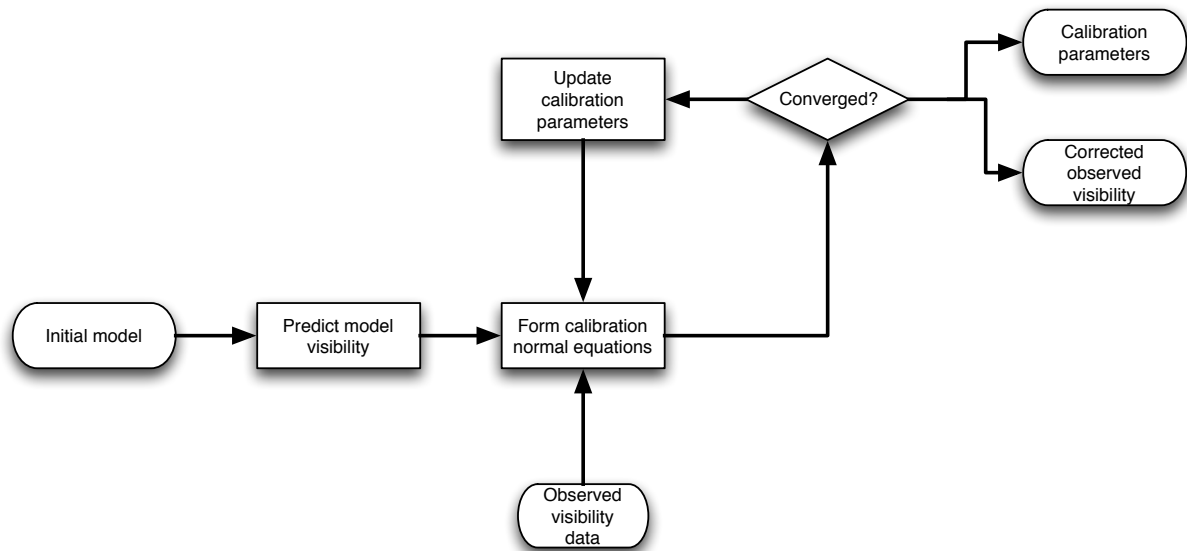 Calibration
parameters
Update
calibration
parameters
Converged?
Corrected
observed
visibility
Initial model
Predict model
visibility
Form calibration
normal equations
Observed
visibility
data